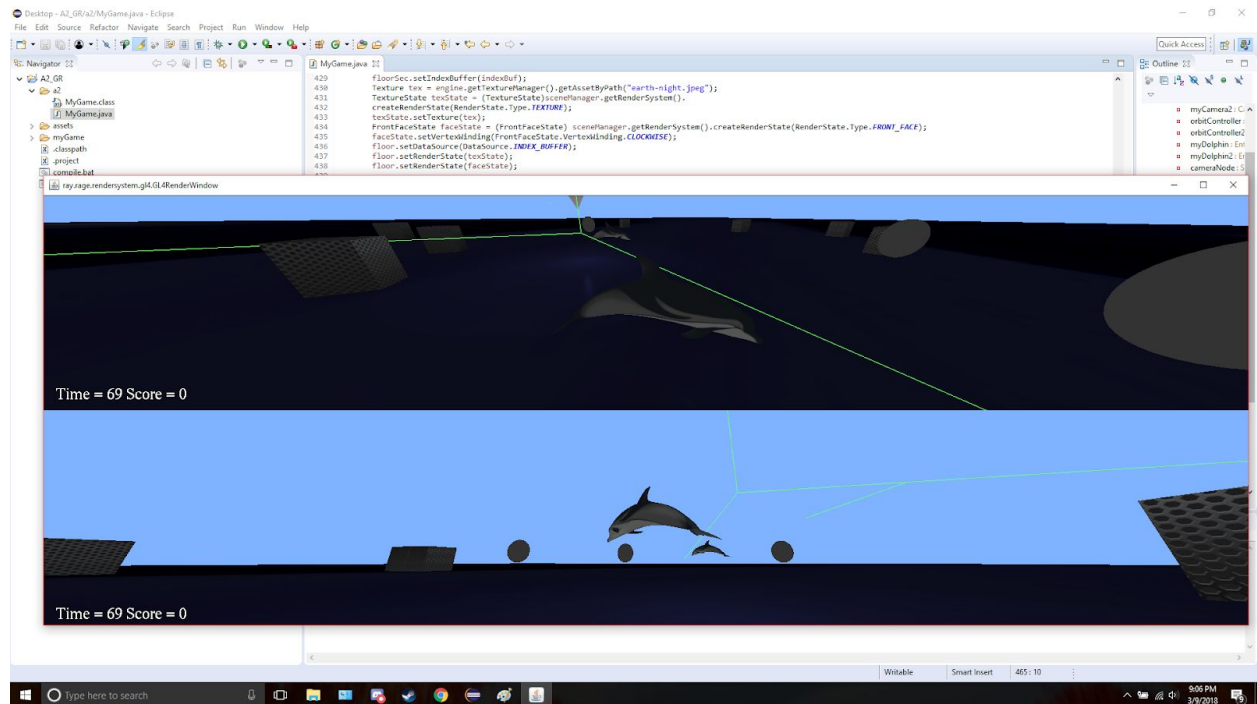 Desktop - A2_GR/a2/MyGame.java - Eclipse
File Edit Source Refactor Navigate Search Project Run Window Help
Quick Access
Navigator
MyGame.java
Outline
A2_GR
a2
MyGame.class
MyGame.java
assets
myGame
.classpath
.project
compile.bat
429 floorSec.setIndexBuffer(indexBuf);
430 Texture tex = engine.getTextureManager().getAssetByPath("earth-night.jpeg");
431 TextureState texState = (TextureState)sceneManager.getRenderSystem().
432 createRenderState(RenderState.Type.TEXTURE);
433 texState.setTexture(tex);
434 FrontFaceState faceState = (FrontFaceState) sceneManager.getRenderSystem().createRenderState(RenderState.Type.FRONT_FACE);
435 faceState.setVertexWinding(FrontFaceState.VertexWinding.CLOCKWISE);
436 floor.setDataSource(DataSource.INDEX_BUFFER);
437 floor.setRenderState(texState);
438 floor.setRenderState(faceState);
myCamera2 :
orbitController :
orbitController2
myDolphin : Ent
myDolphin2 : En
cameraNode : S
ray.rage.rendersystem.gl4.GL4RenderWindow
Time = 69 Score = 0
Time = 69 Score = 0
Writable Smart Insert 465 : 10
Type here to search
9:06 PM
3/9/2018